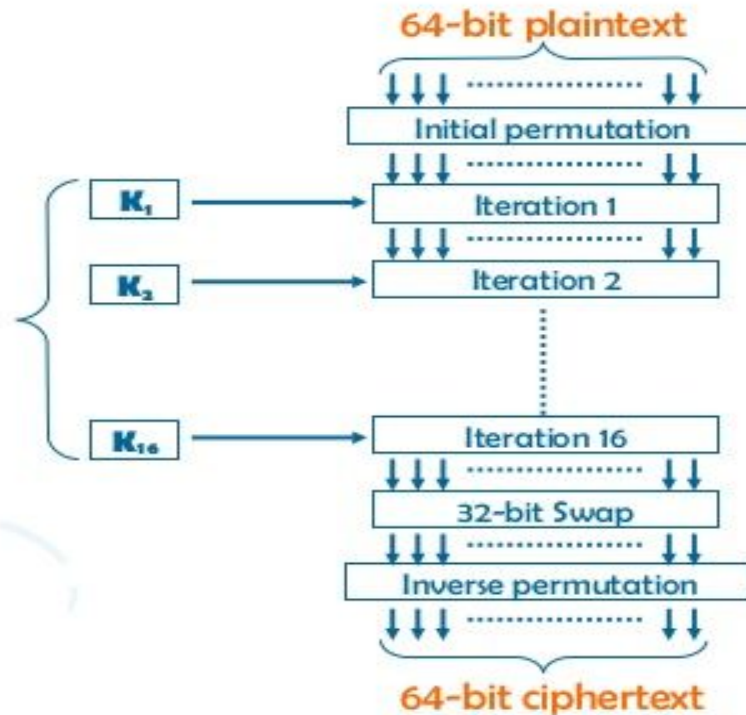 64-bit plaintext
Initial permutation
K₁
Iteration 1
K₂
Iteration 2
K₁₆
Iteration 16
32-bit Swap
Inverse permutation
64-bit ciphertext